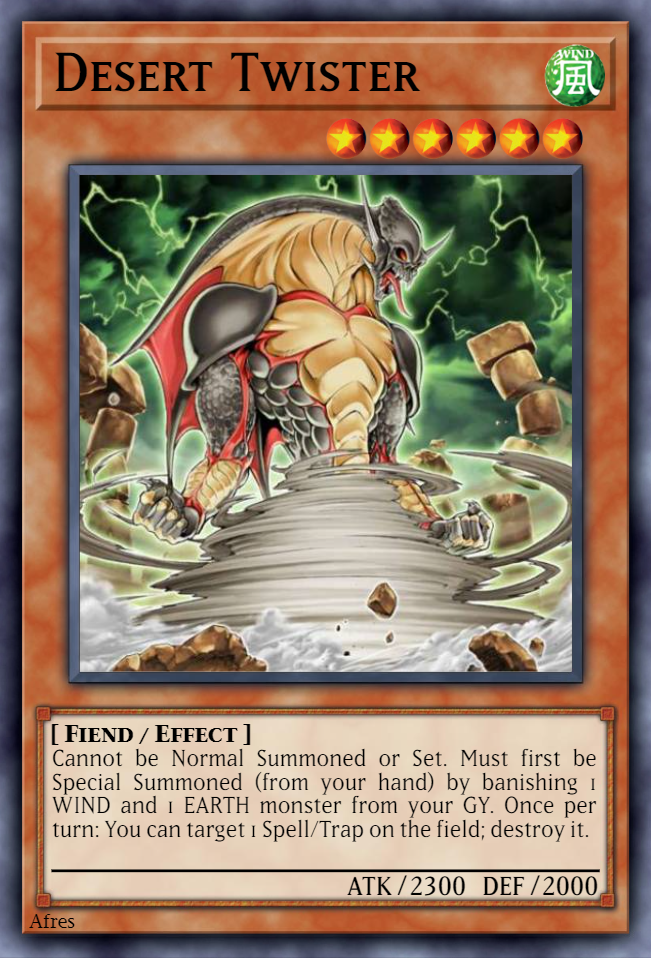 Desert Twister
WIND
風
[ Fiend / Effect ]
Cannot be Normal Summoned or Set. Must first be
Special Summoned (from your hand) by banishing 1
WIND and 1 EARTH monster from your GY. Once per
turn: You can target 1 Spell/Trap on the field; destroy it.
ATK / 2300 DEF / 2000
Afres